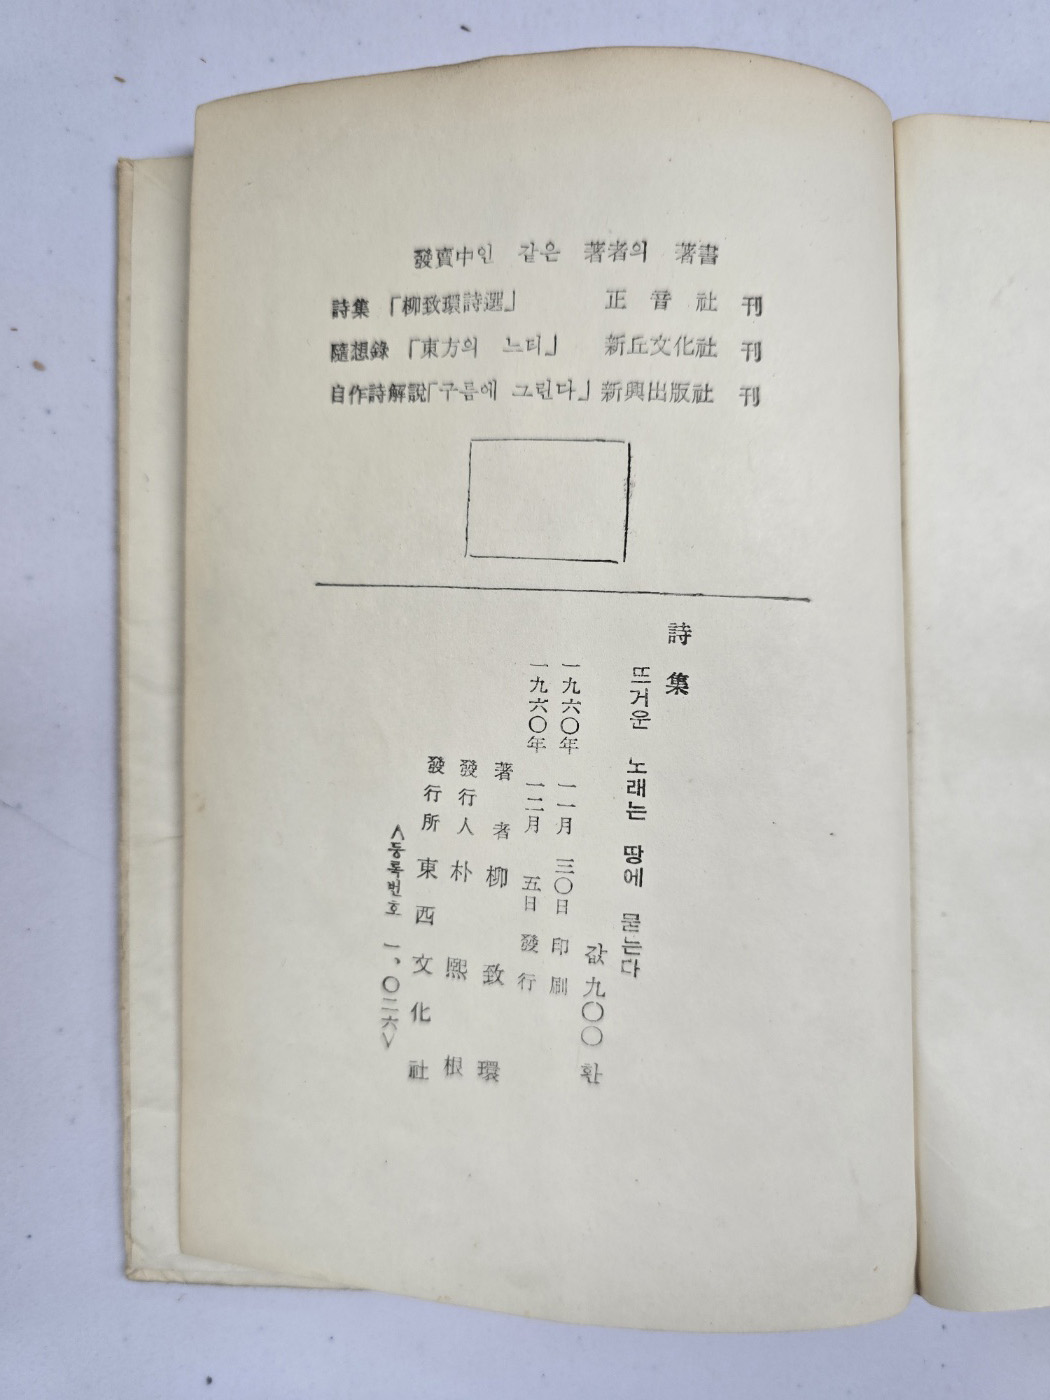 發賣中인 같은 著者의 著書
詩集「柳致環詩選」 正音社 刊
隨想錄「東方의 느티」 新丘文化社 刊
自作詩解說「구름에 그린다」新興出版社 刊
詩集
뜨거운 노래는 땅에 묻는다
값 九〇〇환
一九六〇年 一一月 三〇日 印刷
一九六〇年 一二月 五日 發行
著者 柳致環
發行人 朴熙根
發行所 東西文化社
<등록번호 一、〇二六>